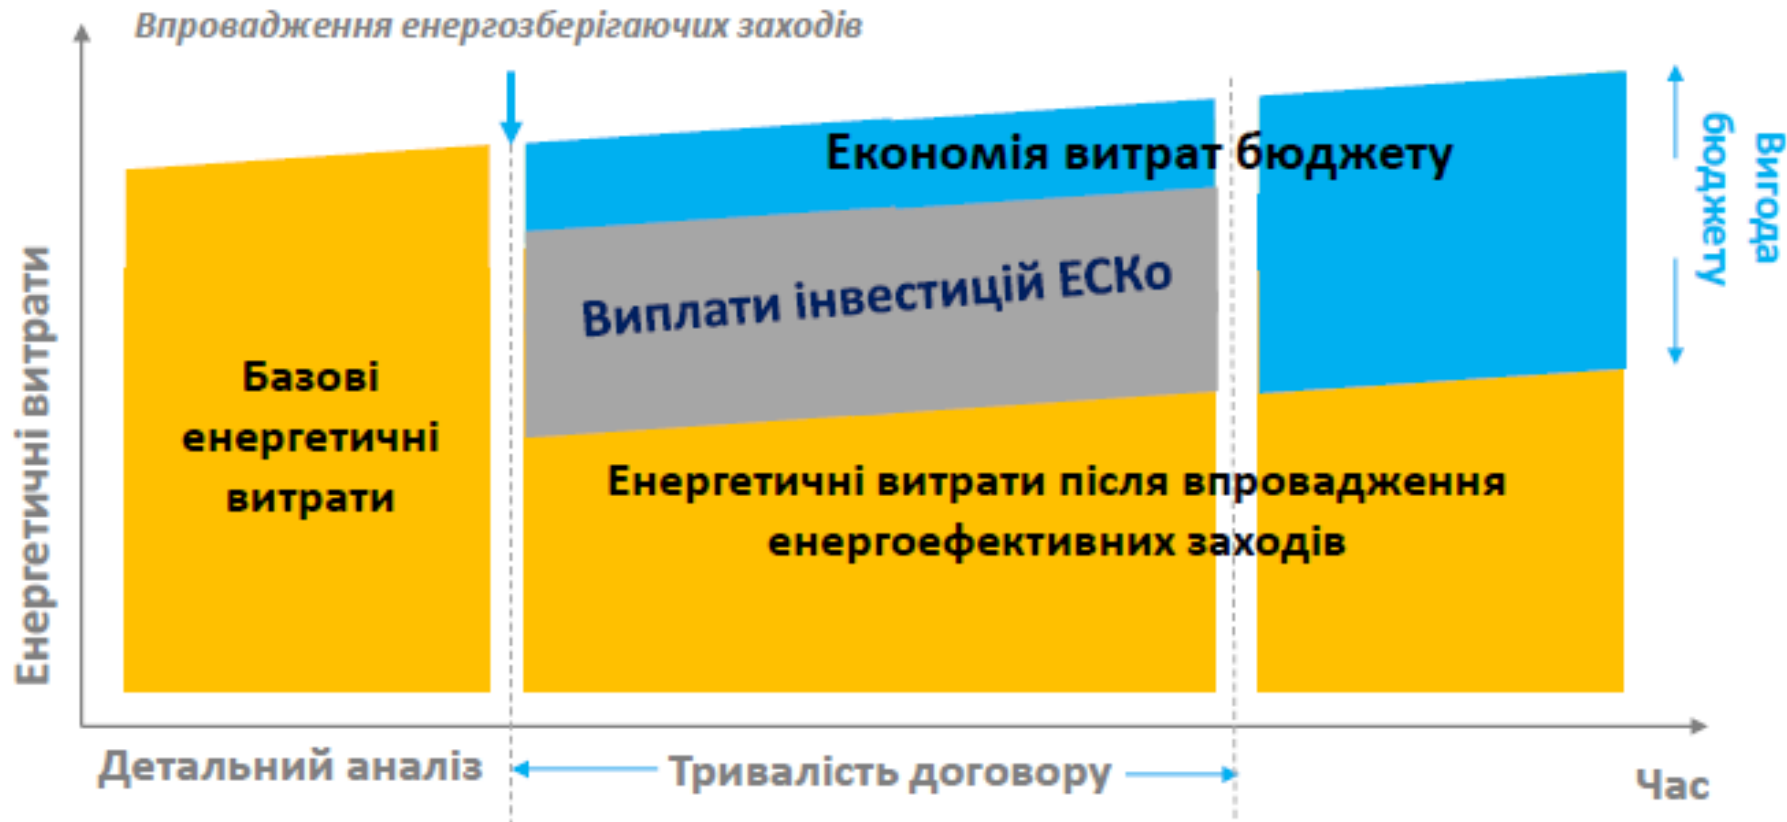 Впровадження енергозберігаючих заходів
Енергетичні витрати
Базові
енергетичні
витрати
Економія витрат бюджету
Виплати інвестицій ЕСКо
Енергетичні витрати після впровадження
енергоефективних заходів
Вигода
бюджету
Детальний аналіз
Тривалість договору
Час